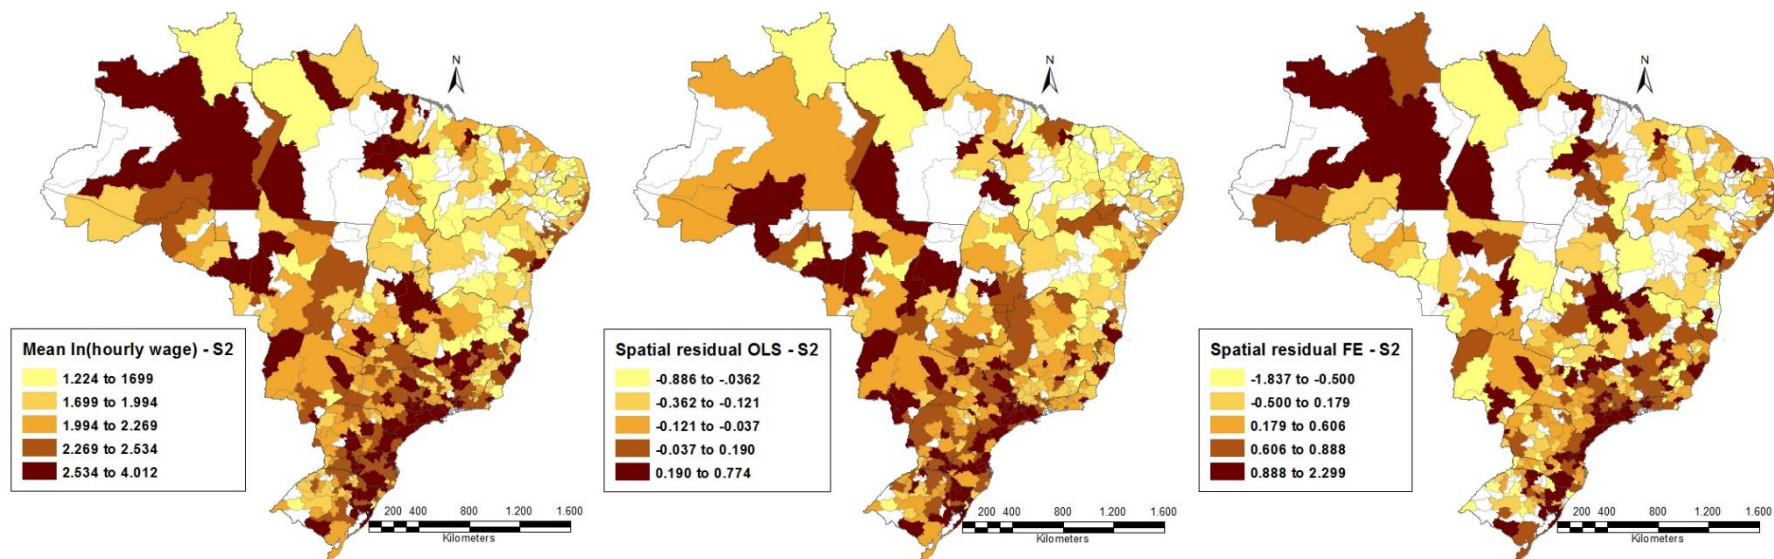 N
Mean ln(hourly wage) - S2
1.224 to 1699
1.699 to 1.994
1.994 to 2.269
2.269 to 2.534
2.534 to 4.012
200 400 800 1.200 1.600
Kilometers
N
Spatial residual OLS - S2
-0.886 to -.0362
-0.362 to -0.121
-0.121 to -0.037
-0.037 to 0.190
0.190 to 0.774
200 400 800 1.200 1.600
Kilometers
N
Spatial residual FE - S2
-1.837 to -0.500
-0.500 to 0.179
0.179 to 0.606
0.606 to 0.888
0.888 to 2.299
200 400 800 1.200 1.600
Kilometers